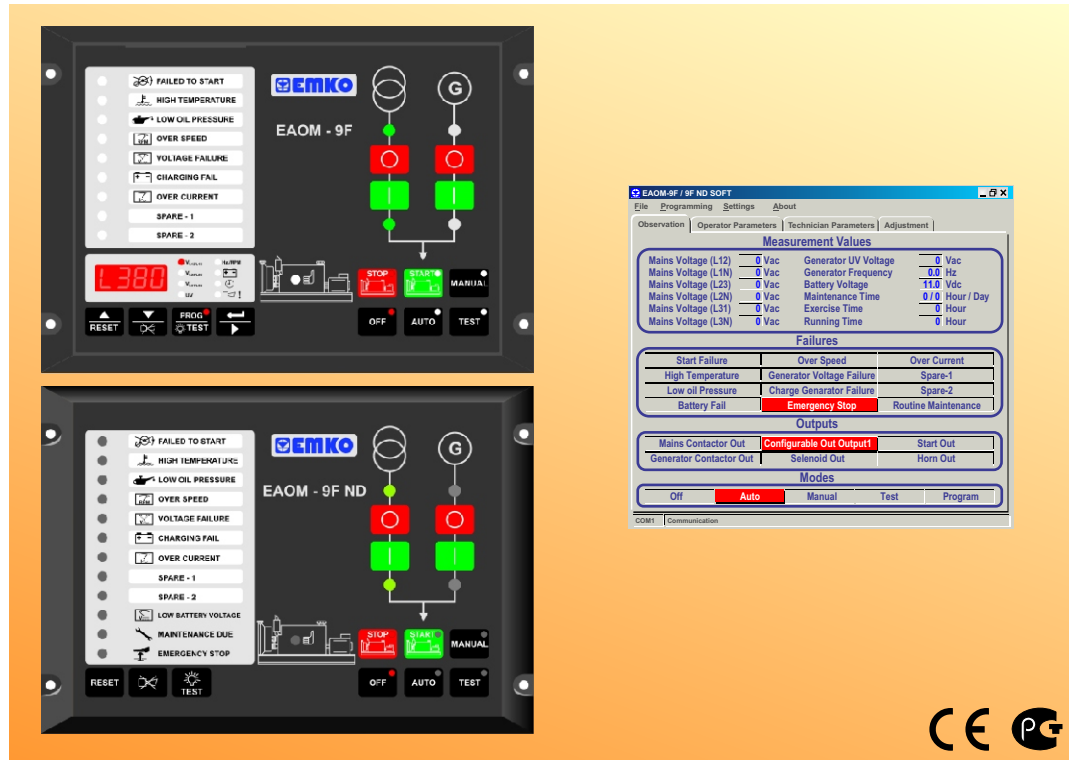 FAILED TO START
HIGH TEMPERATURE
LOW OIL PRESSURE
OVER SPEED
VOLTAGE FAILURE
CHARGING FAIL
OVER CURRENT
SPARE - 1
SPARE - 2
EMKO
EAOM - 9F
G
L380
Hz/RPM
UV
STOP
START
MANUAL
RESET
PROG
TEST
OFF
AUTO
TEST
FAILED TO START
HIGH TEMPERATURE
LOW OIL PRESSURE
OVER SPEED
VOLTAGE FAILURE
CHARGING FAIL
OVER CURRENT
SPARE - 1
SPARE - 2
LOW BATTERY VOLTAGE
MAINTENANCE DUE
EMERGENCY STOP
EMKO
EAOM - 9F ND
G
STOP
START
MANUAL
RESET
TEST
OFF
AUTO
TEST
EAOM-9F / 9F ND SOFT
File Programming Settings About
Observation Operator Parameters Technician Parameters Adjustment
Measurement Values
Mains Voltage (L12) 0 Vac Generator UV Voltage 0 Vac
Mains Voltage (L1N) 0 Vac Generator Frequency 0.0 Hz
Mains Voltage (L23) 0 Vac Battery Voltage 11.0 Vdc
Mains Voltage (L2N) 0 Vac Maintenance Time 0 / 0 Hour / Day
Mains Voltage (L31) 0 Vac Exercise Time 0 Hour
Mains Voltage (L3N) 0 Vac Running Time 0 Hour
Failures
Start Failure Over Speed Over Current
High Temperature Generator Voltage Failure Spare-1
Low oil Pressure Charge Genarator Failure Spare-2
Battery Fail Emergency Stop Routine Maintenance
Outputs
Mains Contactor Out Configurable Out Output1 Start Out
Generator Contactor Out Selenoid Out Horn Out
Modes
Off Auto Manual Test Program
COM1 Communication
CE